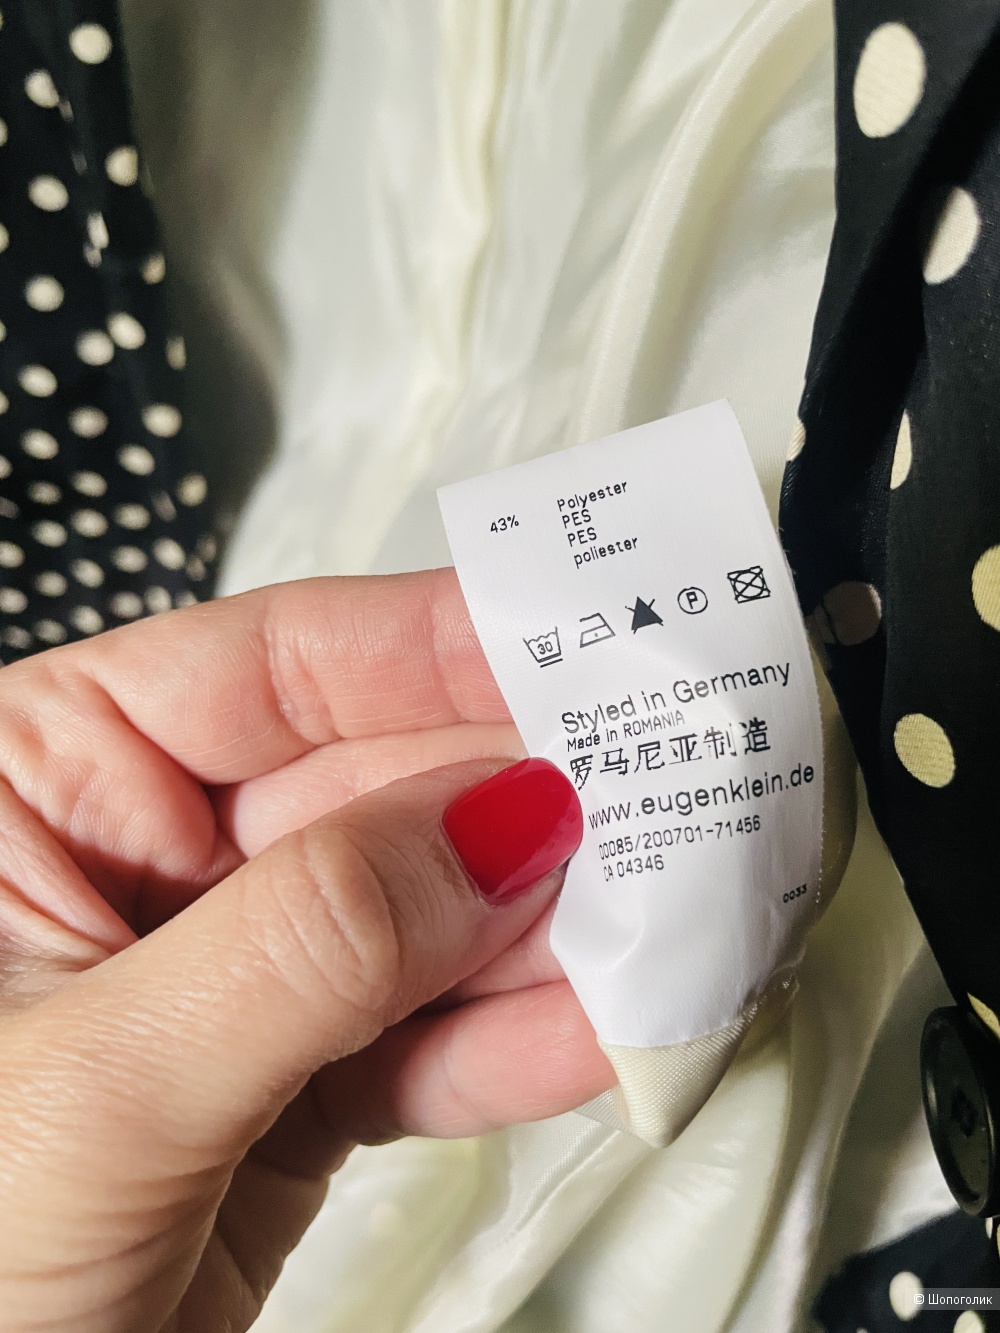 43%
Polyester
PES
PES
poliester
30
P
Styled in Germany
Made in ROMANIA
罗马尼亚制造
www.eugenklein.de
00085/200701-71456
CA 04346
0033
© Шопоголик